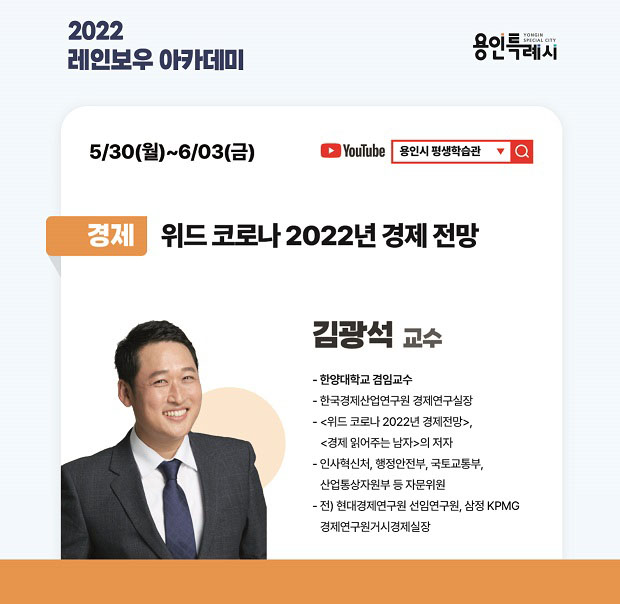 2022
레인보우 아카데미
용인특례시
YONGIN
SPECIAL CITY
5/30(월)~6/03(금)
YouTube
용인시 평생학습관
경제
위드 코로나 2022년 경제 전망
김광석 교수
- 한양대학교 겸임교수
- 한국경제산업연구원 경제연구실장
- <위드 코로나 2022년 경제전망>,
<경제 읽어주는 남자>의 저자
- 인사혁신처, 행정안전부, 국토교통부,
산업통상자원부 등 자문위원
- 전) 현대경제연구원 선임연구원, 삼정 KPMG
경제연구원거시경제실장